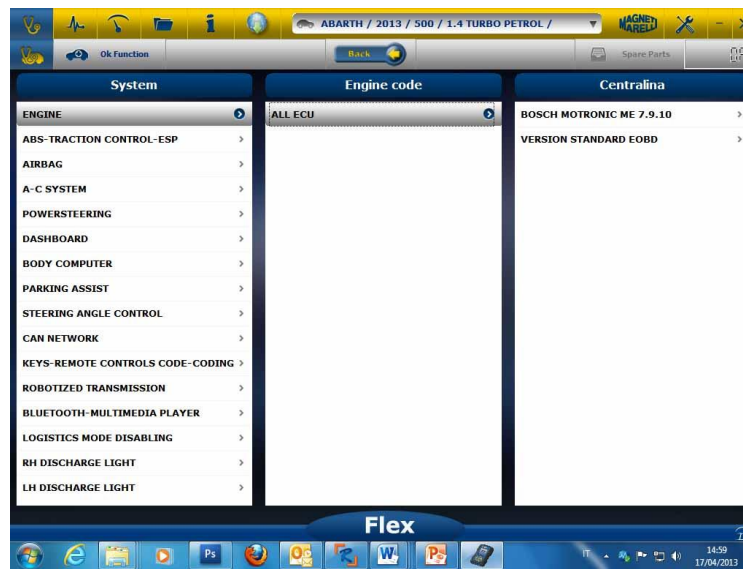 ABARTH / 2013 / 500 / 1.4 TURBO PETROL /
MAGNETI
MARELLI
Ok Function
Back
Spare Parts
System
Engine code
Centralina
ENGINE
ALL ECU
BOSCH MOTRONIC ME 7.9.10
ABS-TRACTION CONTROL-ESP
VERSION STANDARD EOBD
AIRBAG
A-C SYSTEM
POWERSTEERING
DASHBOARD
BODY COMPUTER
PARKING ASSIST
STEERING ANGLE CONTROL
CAN NETWORK
KEYS-REMOTE CONTROLS CODE-CODING
ROBOTIZED TRANSMISSION
BLUETOOTH-MULTIMEDIA PLAYER
LOGISTICS MODE DISABLING
RH DISCHARGE LIGHT
LH DISCHARGE LIGHT
Flex
Ps
IT
14:59
17/04/2013